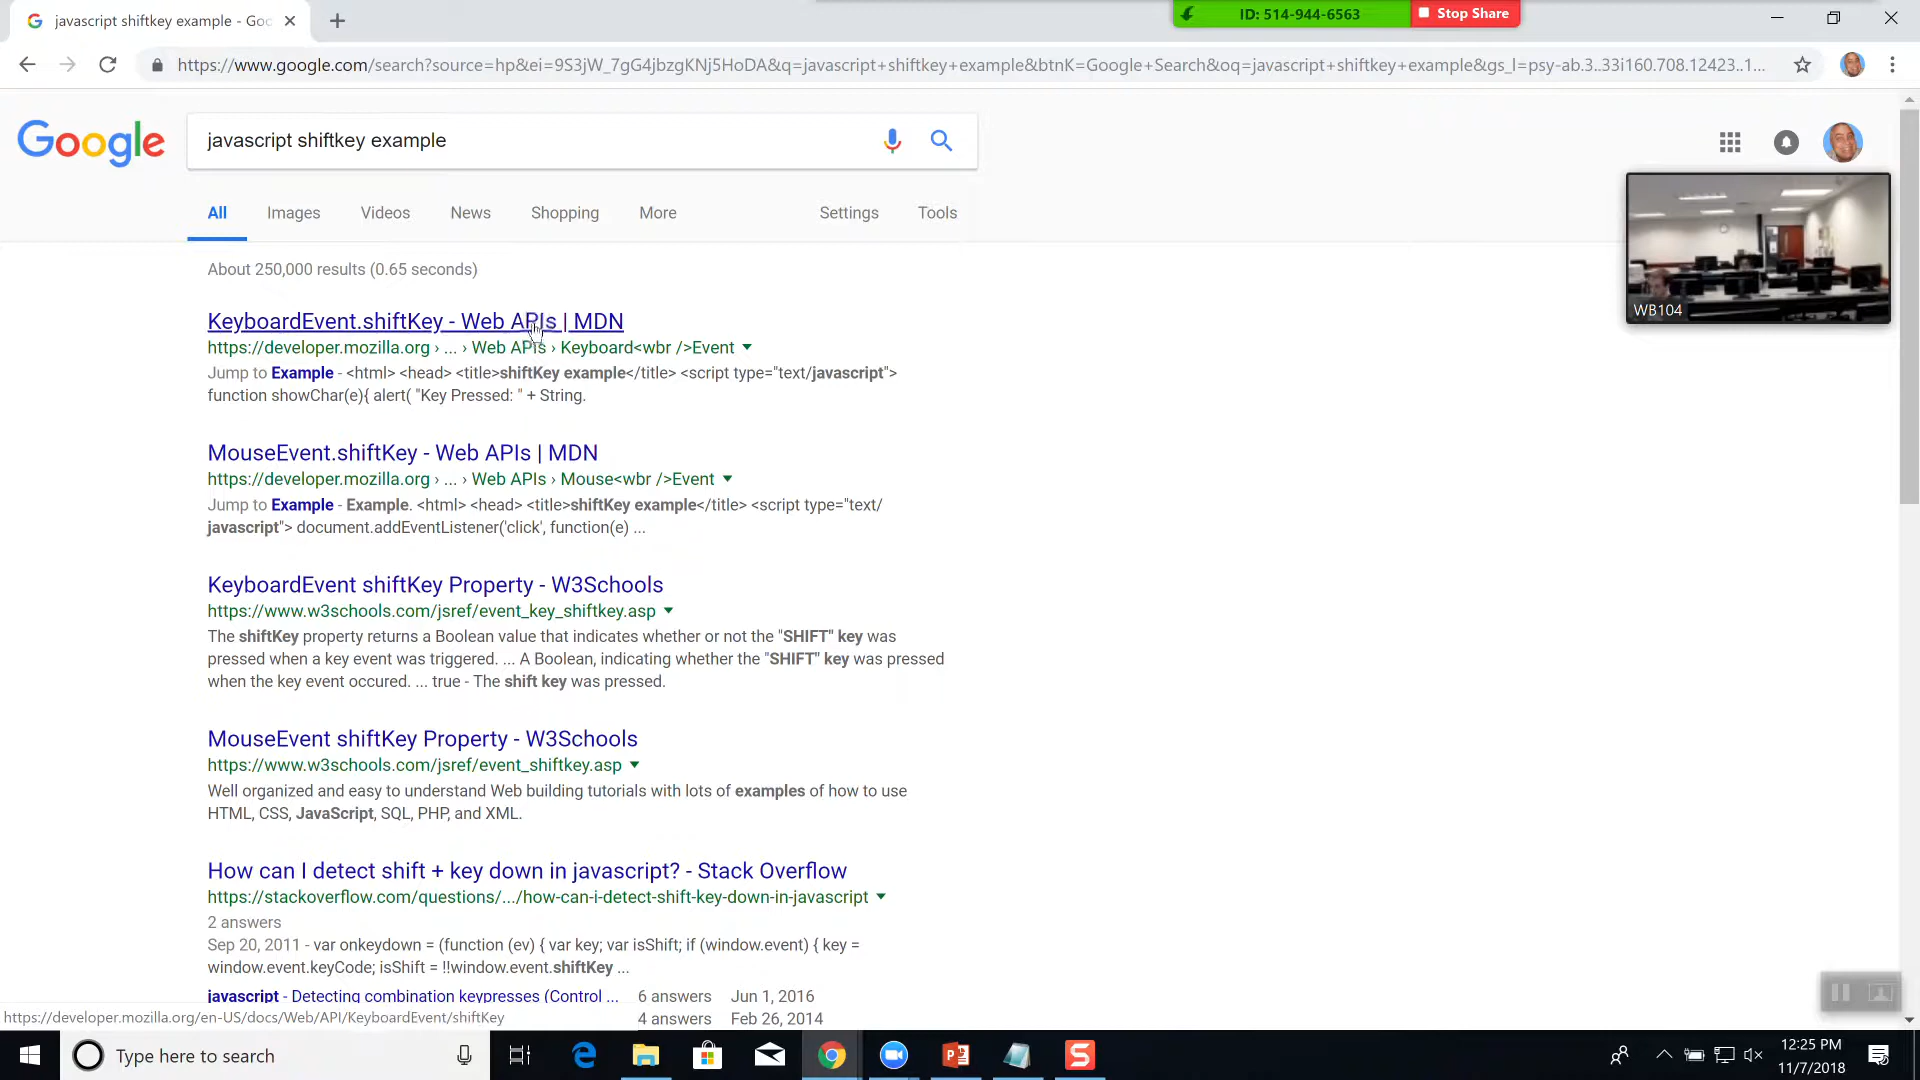 javascript shiftkey example - Goo
ID: 514-944-6563
Stop Share
https://www.google.com/search?source=hp&ei=9S3jW_7gG4jbzgKNj5HoDA&q=javascript+shiftkey+example&btnK=Google+Search&oq=javascript+shiftkey+example&gs_l=psy-ab.3..33i160.708.12423..1...
Google
javascript shiftkey example
All Images Videos News Shopping More Settings Tools
About 250,000 results (0.65 seconds)
WB104
KeyboardEvent.shiftKey - Web APIs | MDN
https://developer.mozilla.org › ... › Web APIs › Keyboard<wbr />Event
Jump to Example - <html> <head> <title>shiftKey example</title> <script type="text/javascript">
function showChar(e){ alert( "Key Pressed: " + String.
MouseEvent.shiftKey - Web APIs | MDN
https://developer.mozilla.org › ... › Web APIs › Mouse<wbr />Event
Jump to Example - Example. <html> <head> <title>shiftKey example</title> <script type="text/
javascript"> document.addEventListener('click', function(e) ...
KeyboardEvent shiftKey Property - W3Schools
https://www.w3schools.com/jsref/event_key_shiftkey.asp
The shiftKey property returns a Boolean value that indicates whether or not the "SHIFT" key was
pressed when a key event was triggered. ... A Boolean, indicating whether the "SHIFT" key was pressed
when the key event occured. ... true - The shift key was pressed.
MouseEvent shiftKey Property - W3Schools
https://www.w3schools.com/jsref/event_shiftkey.asp
Well organized and easy to understand Web building tutorials with lots of examples of how to use
HTML, CSS, JavaScript, SQL, PHP, and XML.
How can I detect shift + key down in javascript? - Stack Overflow
https://stackoverflow.com/questions/.../how-can-i-detect-shift-key-down-in-javascript
2 answers
Sep 20, 2011 - var onkeydown = (function (ev) { var key; var isShift; if (window.event) { key =
window.event.keyCode; isShift = !!window.event.shiftKey ...
javascript - Detecting combination keypresses (Control ... 6 answers Jun 1, 2016
4 answers Feb 26, 2014
https://developer.mozilla.org/en-US/docs/Web/API/KeyboardEvent/shiftKey
Type here to search
12:25 PM
11/7/2018